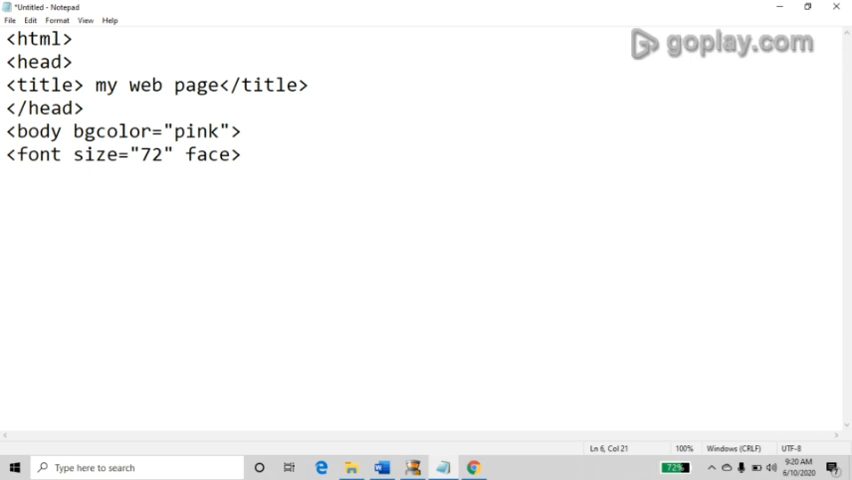 *Untitled - Notepad
File Edit Format View Help
goplay.com
<html>
<head>
<title> my web page</title>
</head>
<body bgcolor="pink">
<font size="72" face>
Ln 6, Col 21 100% Windows (CRLF) UTF-8
Type here to search
72%
9:20 AM
6/10/2020